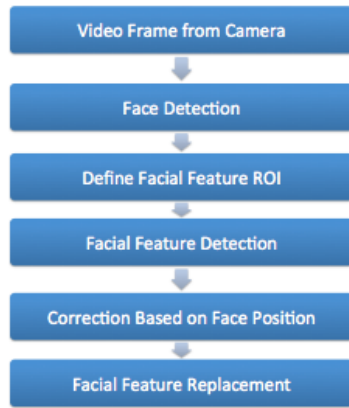 Video Frame from Camera
Face Detection
Define Facial Feature ROI
Facial Feature Detection
Correction Based on Face Position
Facial Feature Replacement